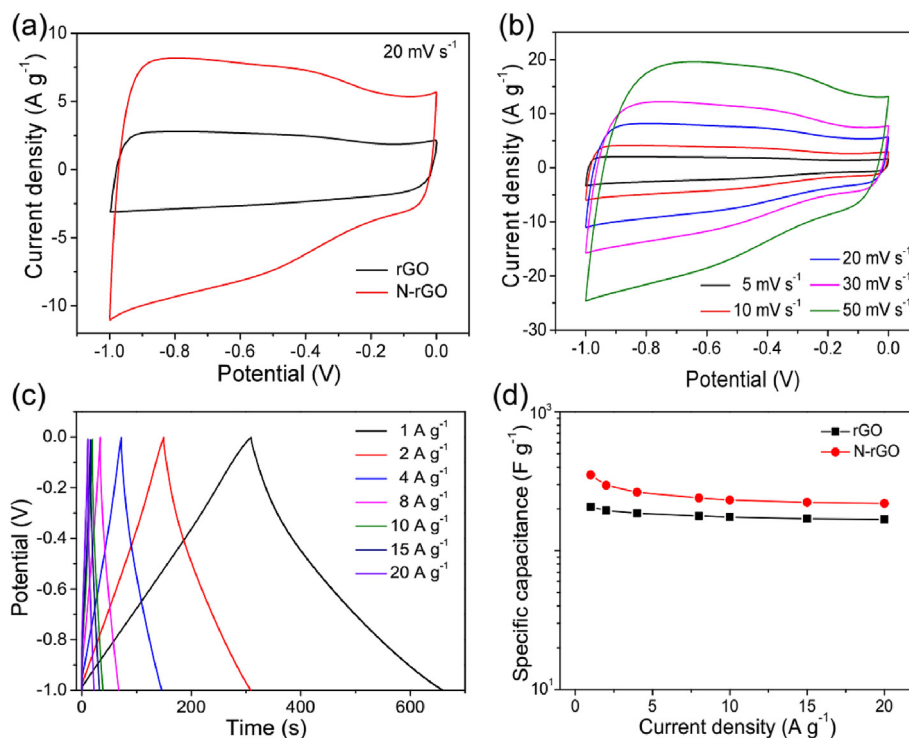 (a)
20 mV s⁻¹
10
5
0
-5
-10
Current density (A g⁻¹)
rGO
N-rGO
-1.0 -0.8 -0.6 -0.4 -0.2 0.0
Potential (V)
(b)
30
20
10
0
-10
-20
-30
Current density (A g⁻¹)
5 mV s⁻¹
10 mV s⁻¹
20 mV s⁻¹
30 mV s⁻¹
50 mV s⁻¹
-1.0 -0.8 -0.6 -0.4 -0.2 0.0
Potential (V)
(c)
0.0
-0.2
-0.4
-0.6
-0.8
-1.0
Potential (V)
1 A g⁻¹
2 A g⁻¹
4 A g⁻¹
8 A g⁻¹
10 A g⁻¹
15 A g⁻¹
20 A g⁻¹
0 200 400 600
Time (s)
(d)
10³
10²
10¹
Specific capacitance (F g⁻¹)
rGO
N-rGO
0 5 10 15 20
Current density (A g⁻¹)